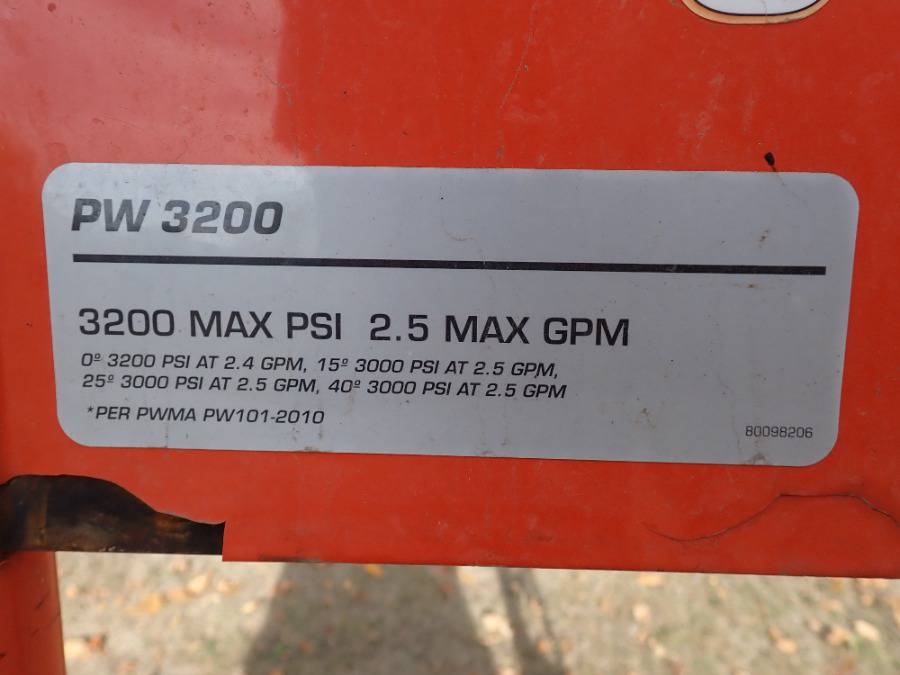 PW 3200
3200 MAX PSI 2.5 MAX GPM
0º 3200 PSI AT 2.4 GPM, 15º 3000 PSI AT 2.5 GPM,
25º 3000 PSI AT 2.5 GPM, 40º 3000 PSI AT 2.5 GPM
*PER PWMA PW101-2010
80098206